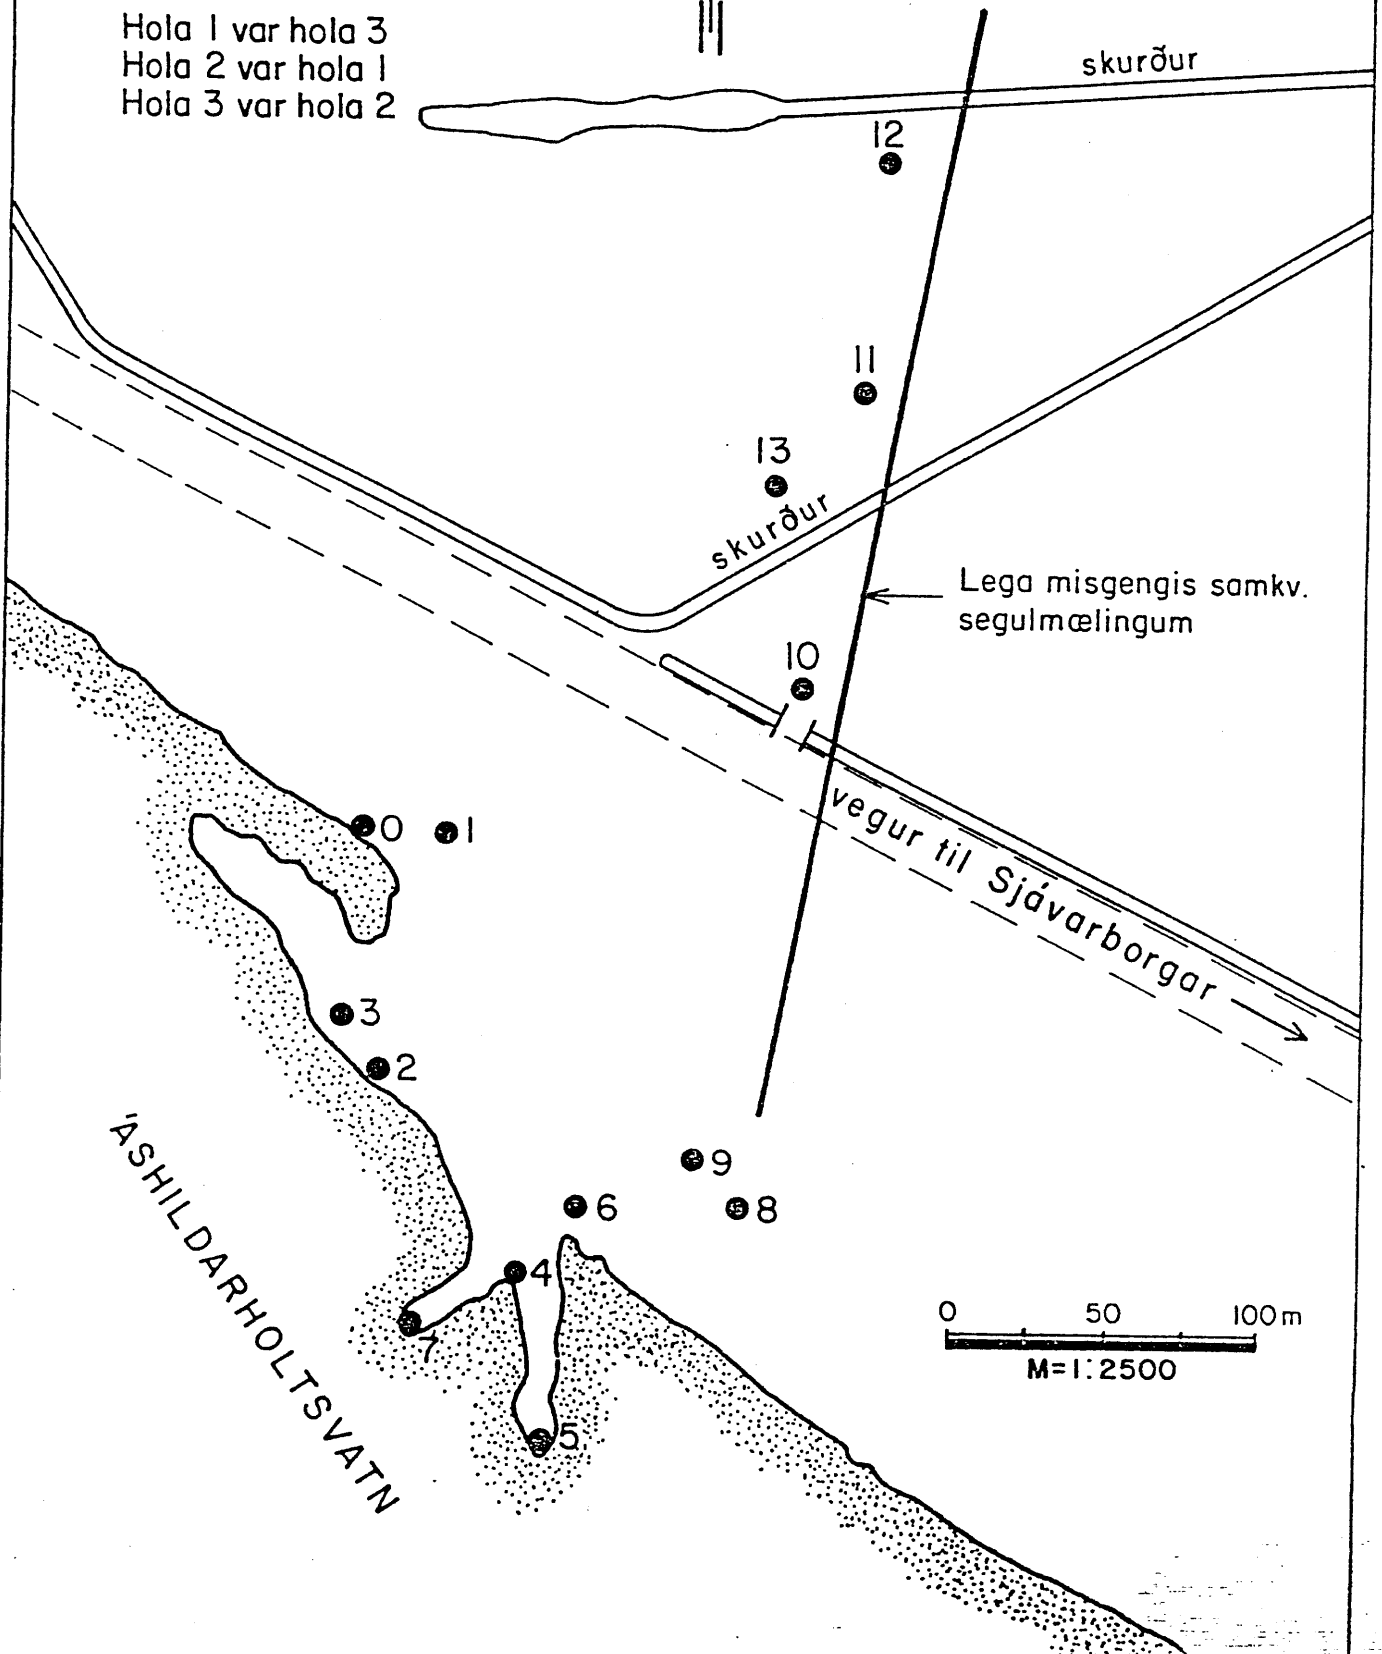 Hola 1 var hola 3
Hola 2 var hola 1
Hola 3 var hola 2
skurður
12
11
13
skurður
Lega misgengis samkv.
segulmælingum
10
vegur til Sjávarborgar
0
1
3
2
ÁSHILDARHOLTSVATN
9
6
8
4
7
5
0 50 100 m
M=1:2500